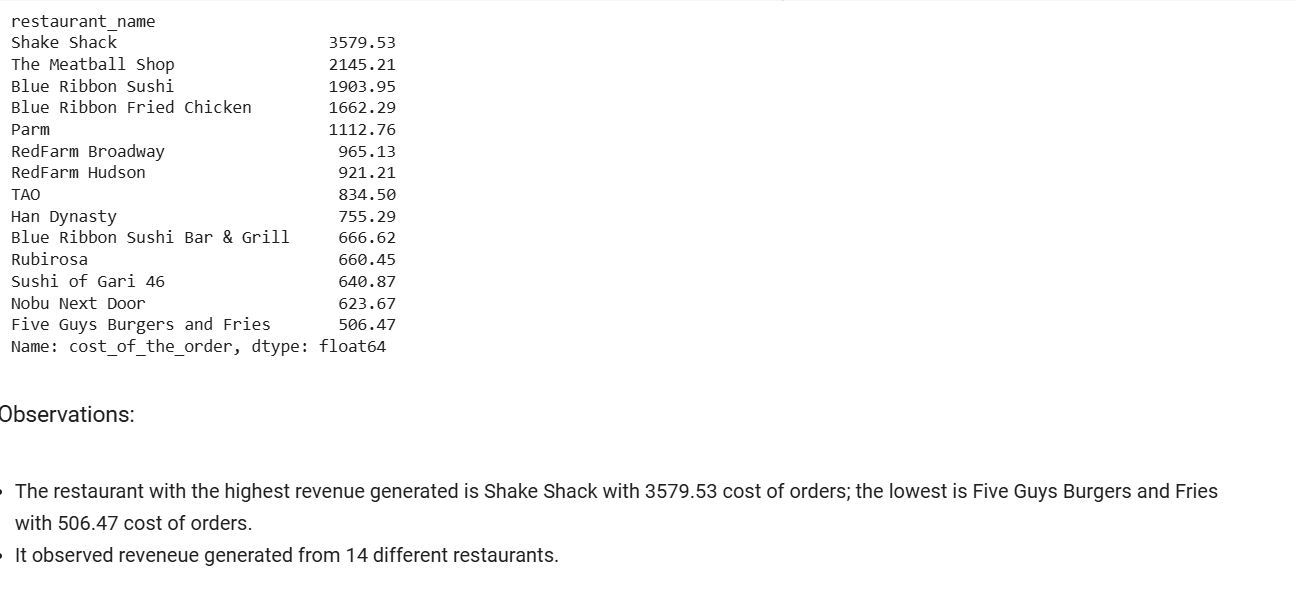 restaurant_name
Shake Shack 3579.53
The Meatball Shop 2145.21
Blue Ribbon Sushi 1903.95
Blue Ribbon Fried Chicken 1662.29
Parm 1112.76
RedFarm Broadway 965.13
RedFarm Hudson 921.21
TAO 834.50
Han Dynasty 755.29
Blue Ribbon Sushi Bar & Grill 666.62
Rubirosa 660.45
Sushi of Gari 46 640.87
Nobu Next Door 623.67
Five Guys Burgers and Fries 506.47
Name: cost_of_the_order, dtype: float64
Observations:
• The restaurant with the highest revenue generated is Shake Shack with 3579.53 cost of orders; the lowest is Five Guys Burgers and Fries
with 506.47 cost of orders.
• It observed reveneue generated from 14 different restaurants.